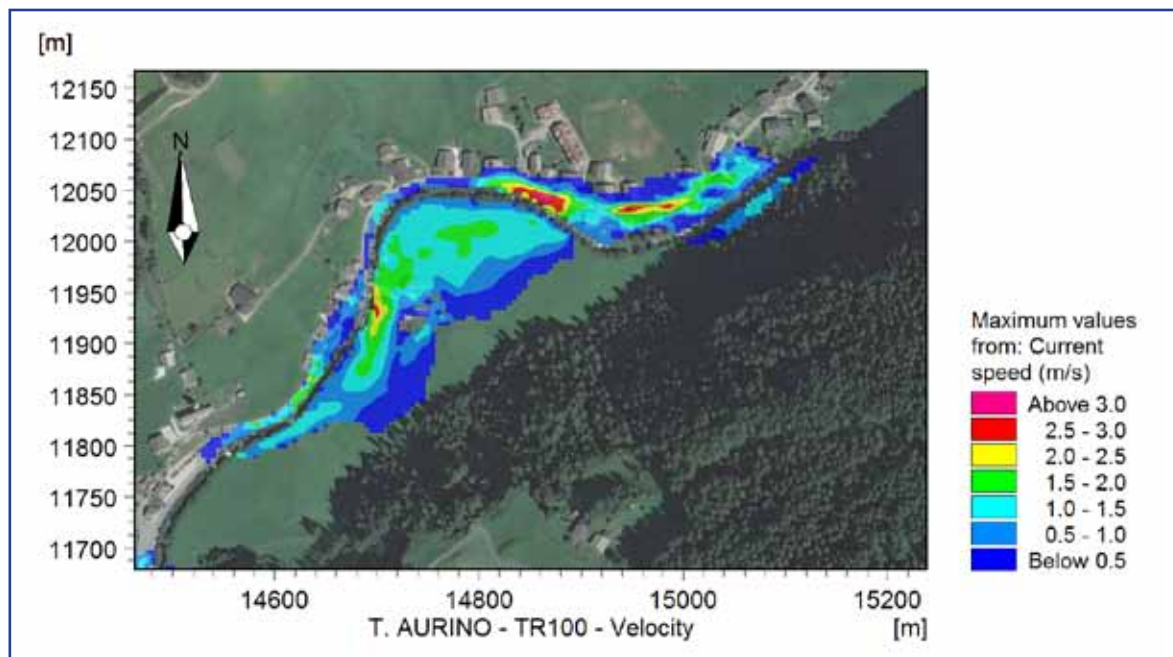 [m]
12150
12100
12050
12000
11950
11900
11850
11800
11750
11700
N
14600
14800
15000
15200
T. AURINO - TR100 - Velocity
[m]
Maximum values
from: Current
speed (m/s)
Above 3.0
2.5 - 3.0
2.0 - 2.5
1.5 - 2.0
1.0 - 1.5
0.5 - 1.0
Below 0.5